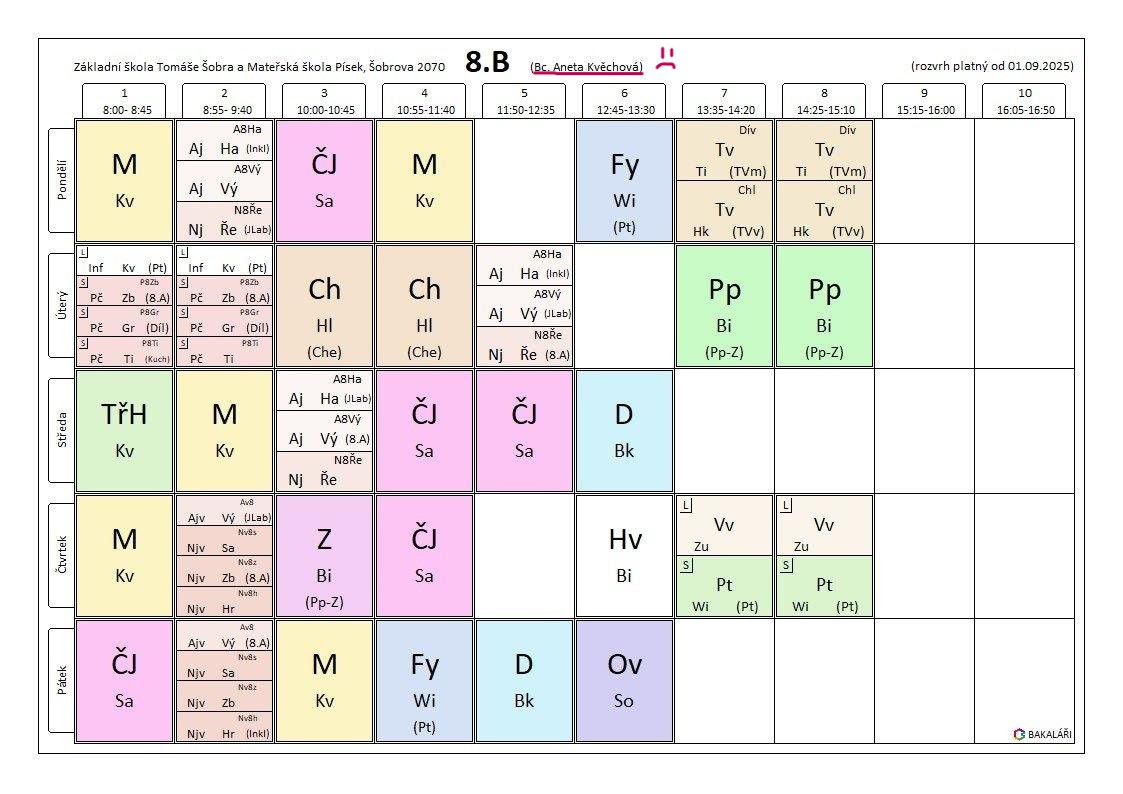 Základní škola Tomáše Šobra a Mateřská škola Písek, Šobrova 2070 8.B (Bc. Aneta Kvěchová) (rozvrh platný od 01.09.2025)
1 2 3 4 5 6 7 8 9 10
8:00- 8:45 8:55- 9:40 10:00-10:45 10:55-11:40 11:50-12:35 12:45-13:30 13:35-14:20 14:25-15:10 15:15-16:00 16:05-16:50
Pondělí
M
Kv
A8Ha
Aj Ha (Inkl)
A8Vý
Aj Vý
N8Ře
Nj Ře (JLab)
ČJ
Sa
M
Kv
Fy
Wi
(Pt)
Dív
Tv
Ti (TVm)
Chl
Tv
Hk (TVv)
Dív
Tv
Ti (TVm)
Chl
Tv
Hk (TVv)
Úterý
L
Inf Kv (Pt)
S P8Zb
Pč Zb (8.A)
S P8Gr
Pč Gr (Díl)
S P8Ti
Pč Ti (Kuch)
L
Inf Kv (Pt)
S P8Zb
Pč Zb (8.A)
S P8Gr
Pč Gr (Díl)
S P8Ti
Pč Ti
Ch
Hl
(Che)
Ch
Hl
(Che)
A8Ha
Aj Ha (Inkl)
A8Vý
Aj Vý (JLab)
N8Ře
Nj Ře (8.A)
Pp
Bi
(Pp-Z)
Pp
Bi
(Pp-Z)
Středa
TřH
Kv
M
Kv
A8Ha
Aj Ha (JLab)
A8Vý
Aj Vý (8.A)
N8Ře
Nj Ře
ČJ
Sa
ČJ
Sa
D
Bk
Čtvrtek
M
Kv
Av8
Ajv Vý (JLab)
Nv8s
Njv Sa
Nv8z
Njv Zb (8.A)
Nv8h
Njv Hr
Z
Bi
(Pp-Z)
ČJ
Sa
Hv
Bi
L
Vv
Zu
S
Pt
Wi (Pt)
L
Vv
Zu
S
Pt
Wi (Pt)
Pátek
ČJ
Sa
Av8
Ajv Vý (8.A)
Nv8s
Njv Sa
Nv8z
Njv Zb
Nv8h
Njv Hr (Inkl)
M
Kv
Fy
Wi
(Pt)
D
Bk
Ov
So
BAKALÁŘI